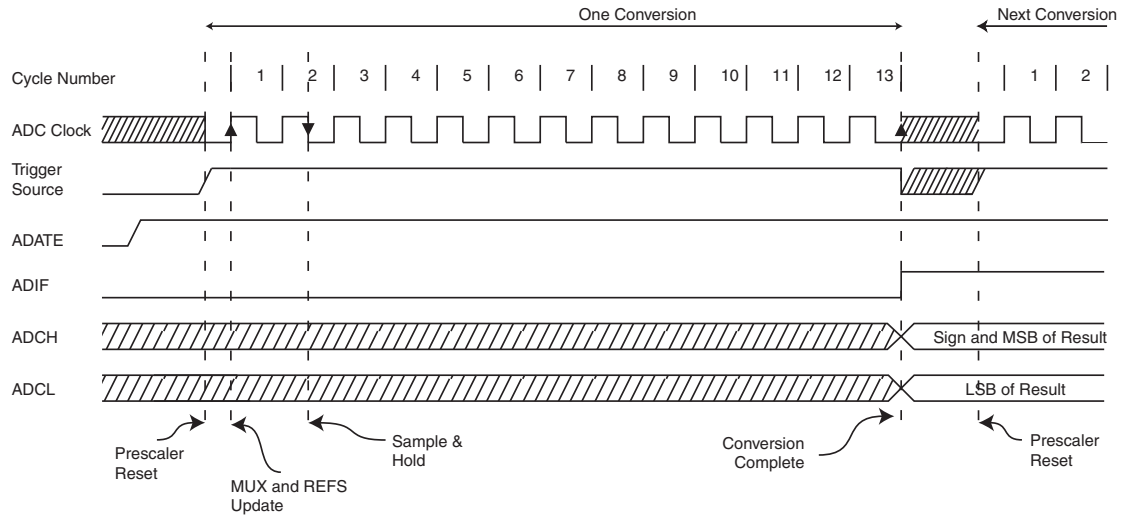 One Conversion
Next Conversion
Cycle Number
1 2 3 4 5 6 7 8 9 10 11 12 13 1 2
ADC Clock
Trigger
Source
ADATE
ADIF
ADCH
Sign and MSB of Result
ADCL
LSB of Result
Prescaler
Reset
MUX and REFS
Update
Sample &
Hold
Conversion
Complete
Prescaler
Reset